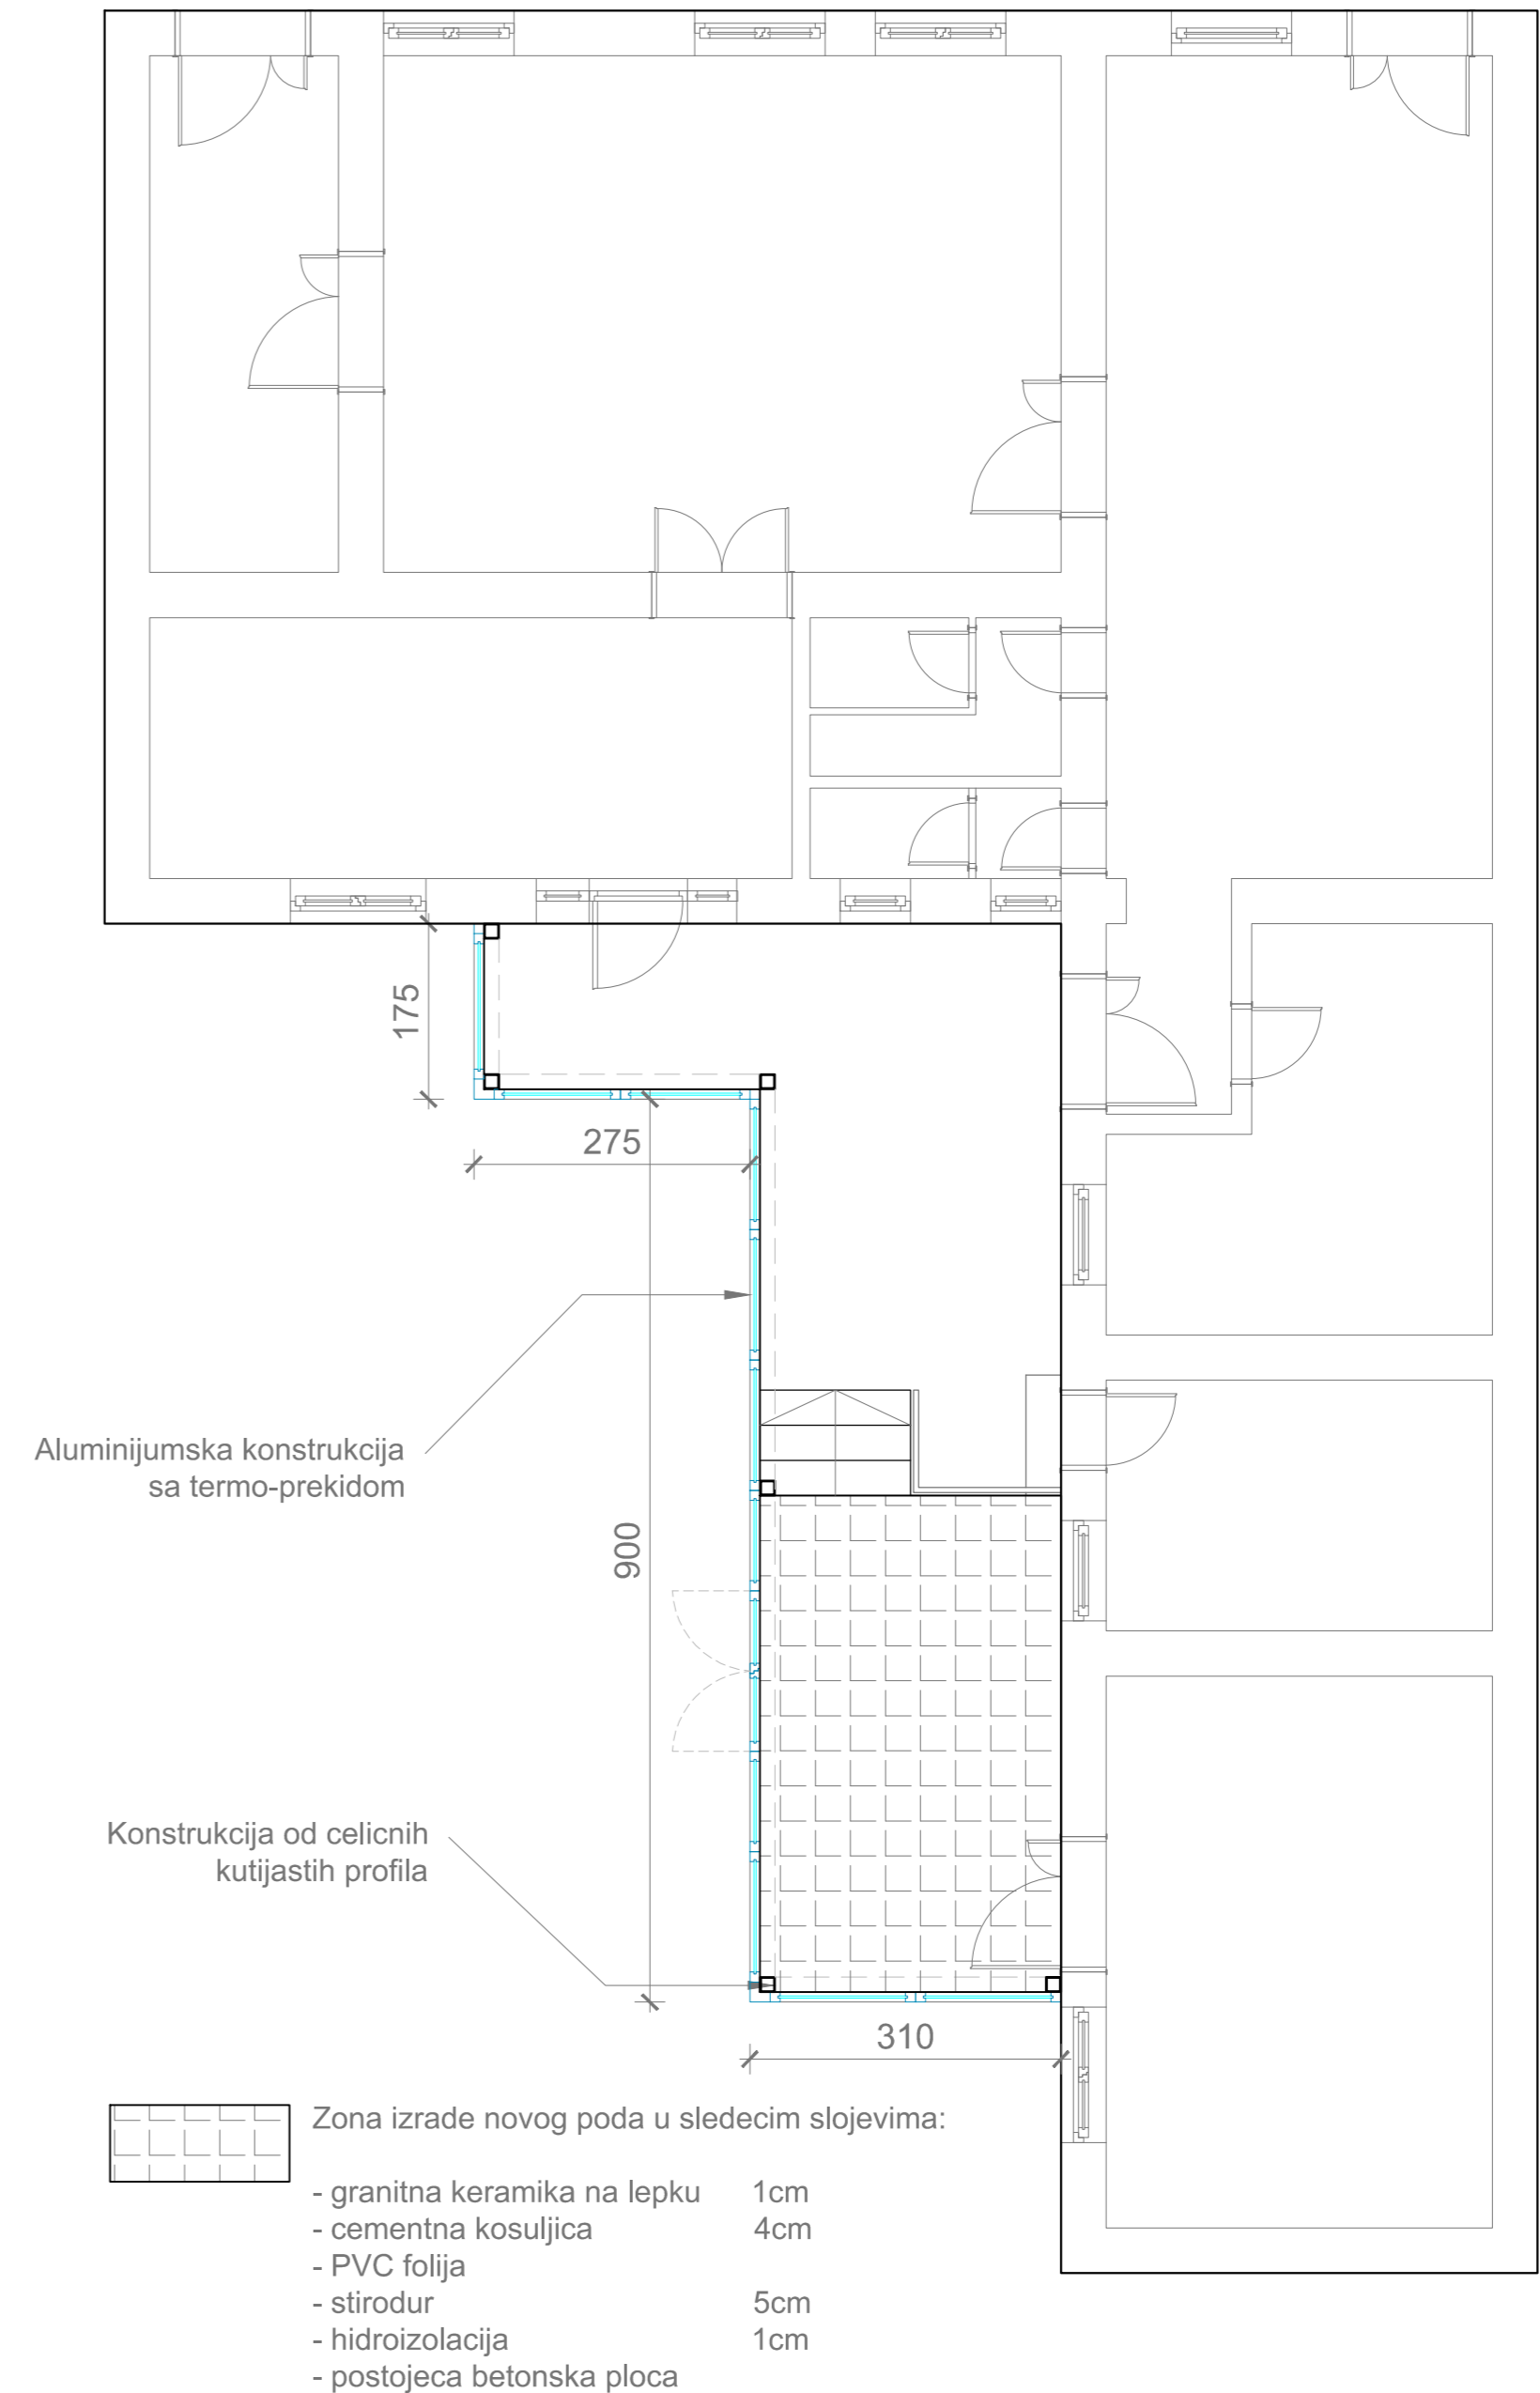 175
275
Aluminijumska konstrukcija
sa termo-prekidom
900
Konstrukcija od celicnih
kutijastih profila
310
Zona izrade novog poda u sledecim slojevima:
- granitna keramika na lepku 1cm
- cementna kosuljica 4cm
- PVC folija
- stirodur 5cm
- hidroizolacija 1cm
- postojeca betonska ploca